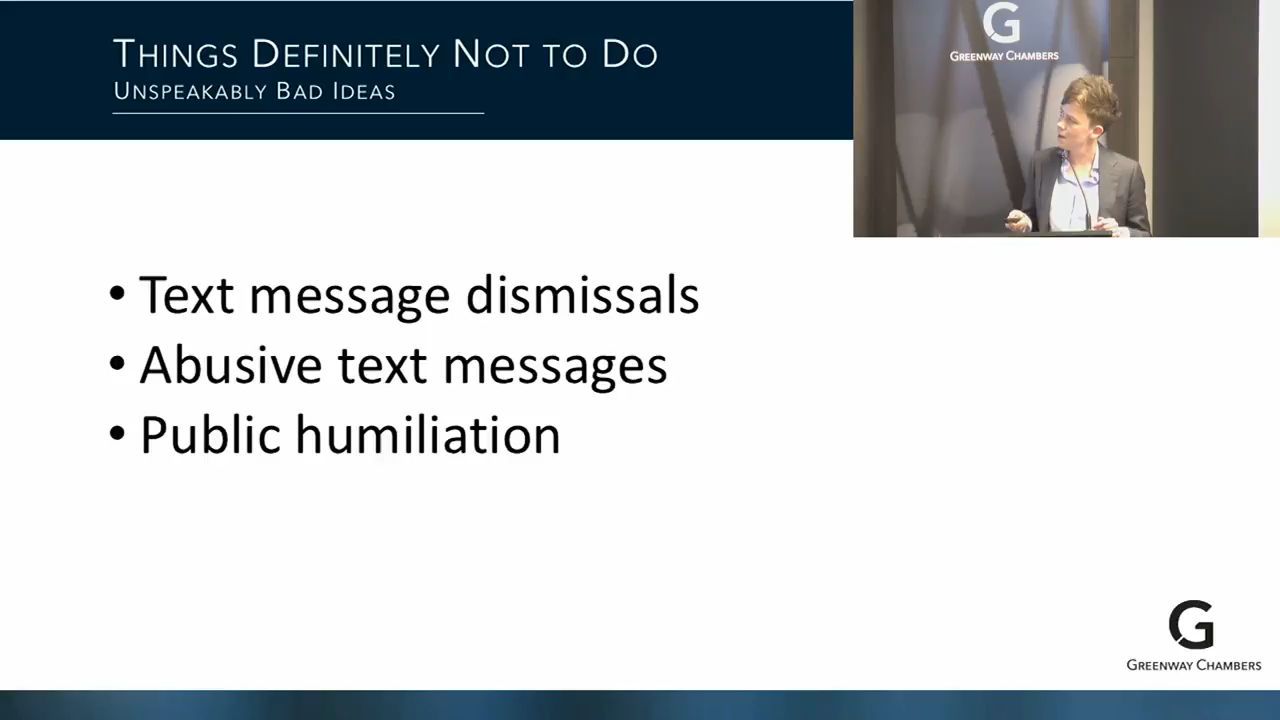 THINGS DEFINITELY NOT TO DO
UNSPEAKABLY BAD IDEAS
G
GREENWAY CHAMBERS
• Text message dismissals
• Abusive text messages
• Public humiliation
G
GREENWAY CHAMBERS